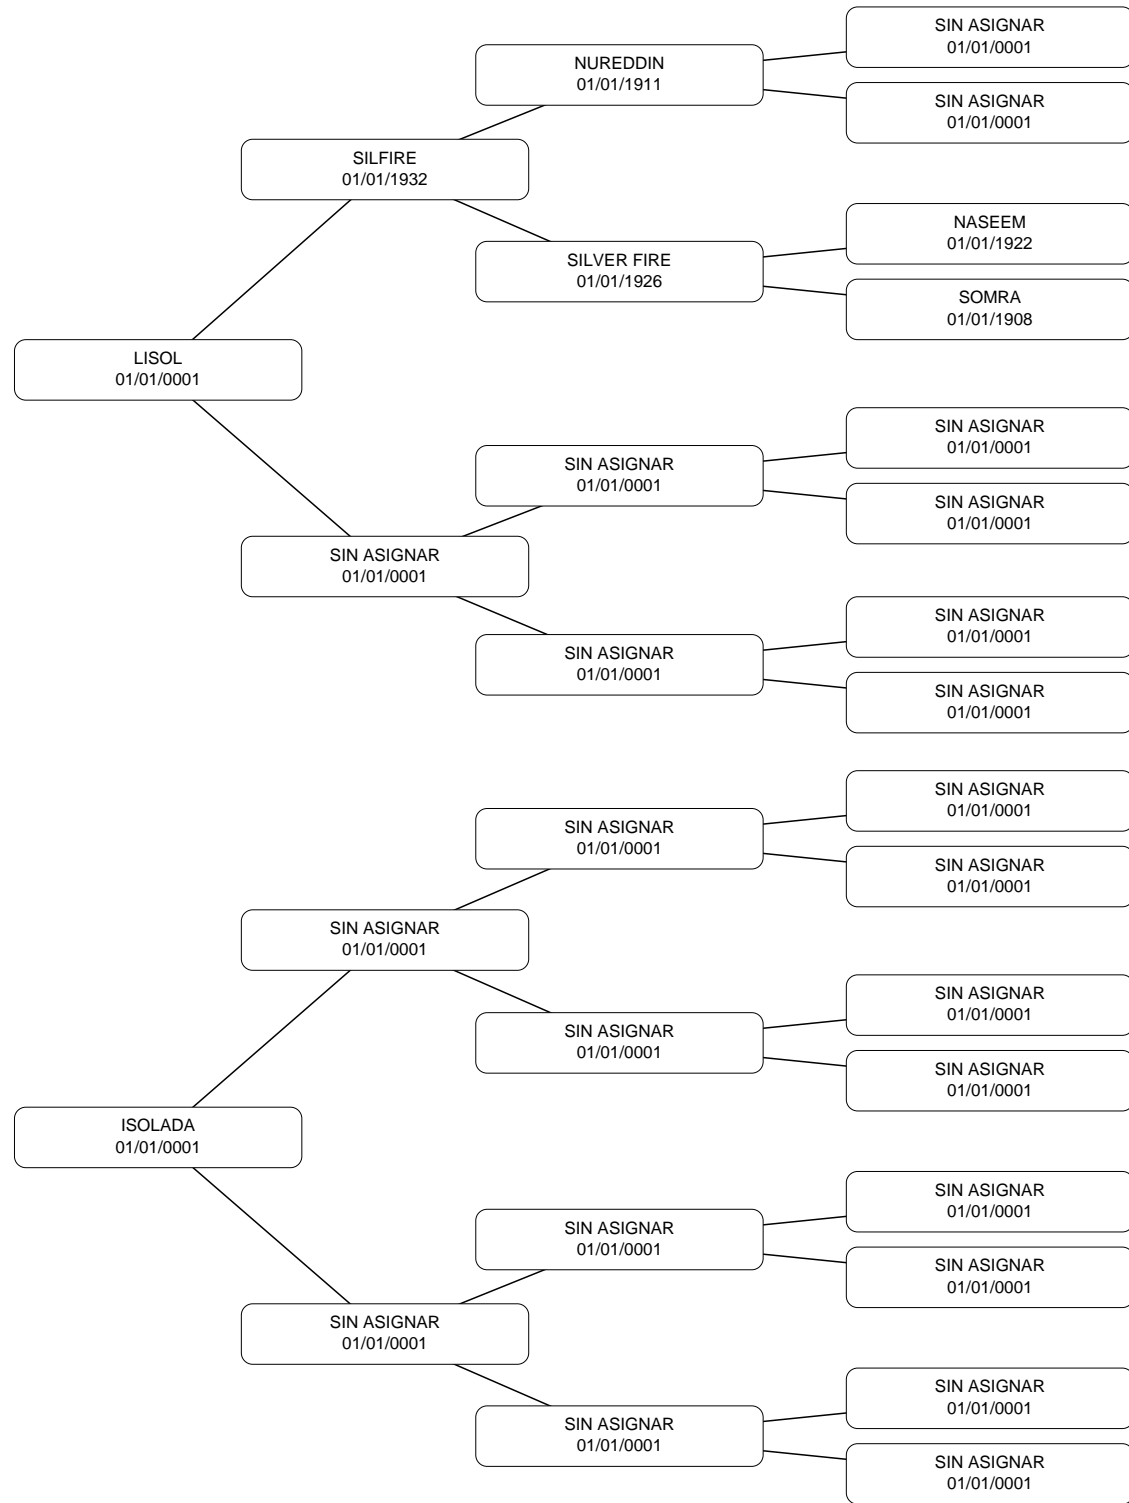 SIN ASIGNAR
01/01/0001
NUREDDIN
01/01/1911
SIN ASIGNAR
01/01/0001
SILFIRE
01/01/1932
NASEEM
01/01/1922
SILVER FIRE
01/01/1926
SOMRA
01/01/1908
LISOL
01/01/0001
SIN ASIGNAR
01/01/0001
SIN ASIGNAR
01/01/0001
SIN ASIGNAR
01/01/0001
SIN ASIGNAR
01/01/0001
SIN ASIGNAR
01/01/0001
SIN ASIGNAR
01/01/0001
SIN ASIGNAR
01/01/0001
SIN ASIGNAR
01/01/0001
SIN ASIGNAR
01/01/0001
SIN ASIGNAR
01/01/0001
SIN ASIGNAR
01/01/0001
SIN ASIGNAR
01/01/0001
SIN ASIGNAR
01/01/0001
SIN ASIGNAR
01/01/0001
ISOLADA
01/01/0001
SIN ASIGNAR
01/01/0001
SIN ASIGNAR
01/01/0001
SIN ASIGNAR
01/01/0001
SIN ASIGNAR
01/01/0001
SIN ASIGNAR
01/01/0001
SIN ASIGNAR
01/01/0001
SIN ASIGNAR
01/01/0001